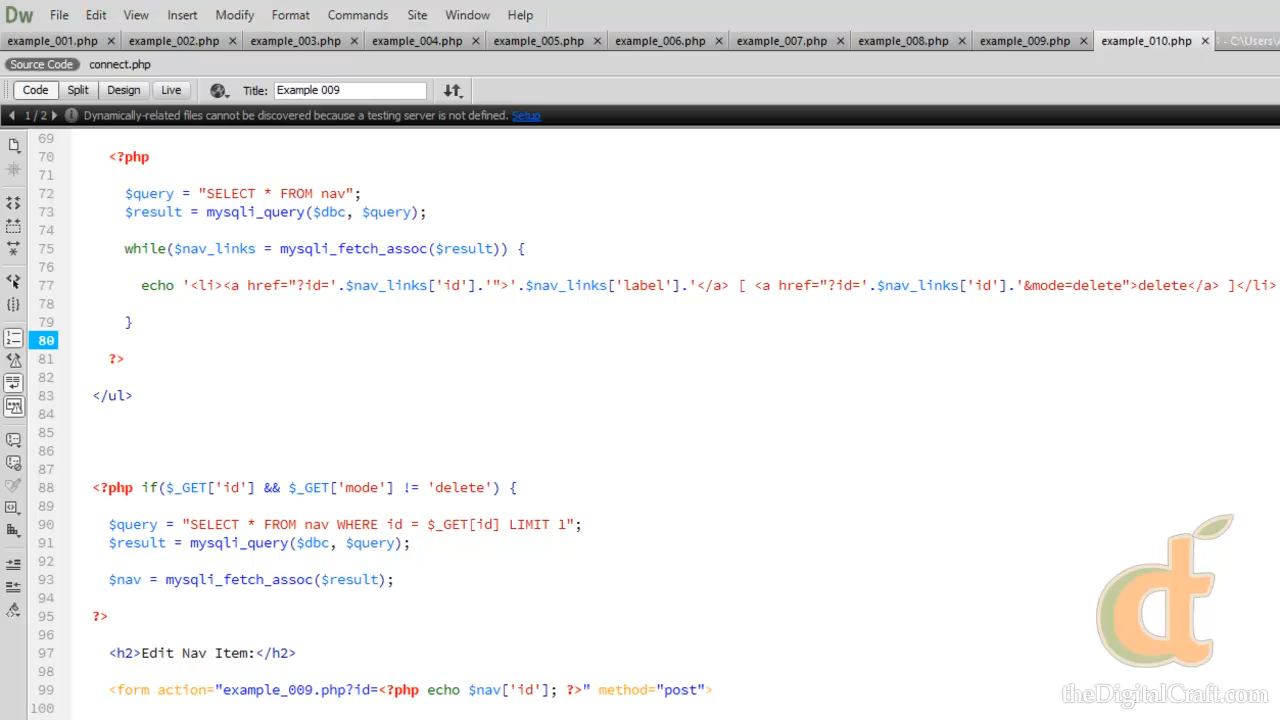 Dw File Edit View Insert Modify Format Commands Site Window Help
example_001.php × example_002.php × example_003.php × example_004.php × example_005.php × example_006.php × example_007.php × example_008.php × example_009.php × example_010.php × - C:\Users\
Source Code connect.php
Code Split Design Live Title: Example 009
1 / 2 Dynamically-related files cannot be discovered because a testing server is not defined. Setup
69
70 <?php
71
72 $query = "SELECT * FROM nav";
73 $result = mysqli_query($dbc, $query);
74
75 while($nav_links = mysqli_fetch_assoc($result)) {
76
77 echo '<li><a href="?id='.$nav_links['id'].'">'.$nav_links['label'].'</a> [ <a href="?id='.$nav_links['id'].'&mode=delete">delete</a> ]</li>
78
79 }
80
81 ?>
82
83 </ul>
84
85
86
87
88 <?php if($_GET['id'] && $_GET['mode'] != 'delete') {
89
90 $query = "SELECT * FROM nav WHERE id = $_GET[id] LIMIT 1";
91 $result = mysqli_query($dbc, $query);
92
93 $nav = mysqli_fetch_assoc($result);
94
95 ?>
96
97 <h2>Edit Nav Item:</h2>
98
99 <form action="example_009.php?id=<?php echo $nav['id']; ?>" method="post">
100
theDigitalCraft.com